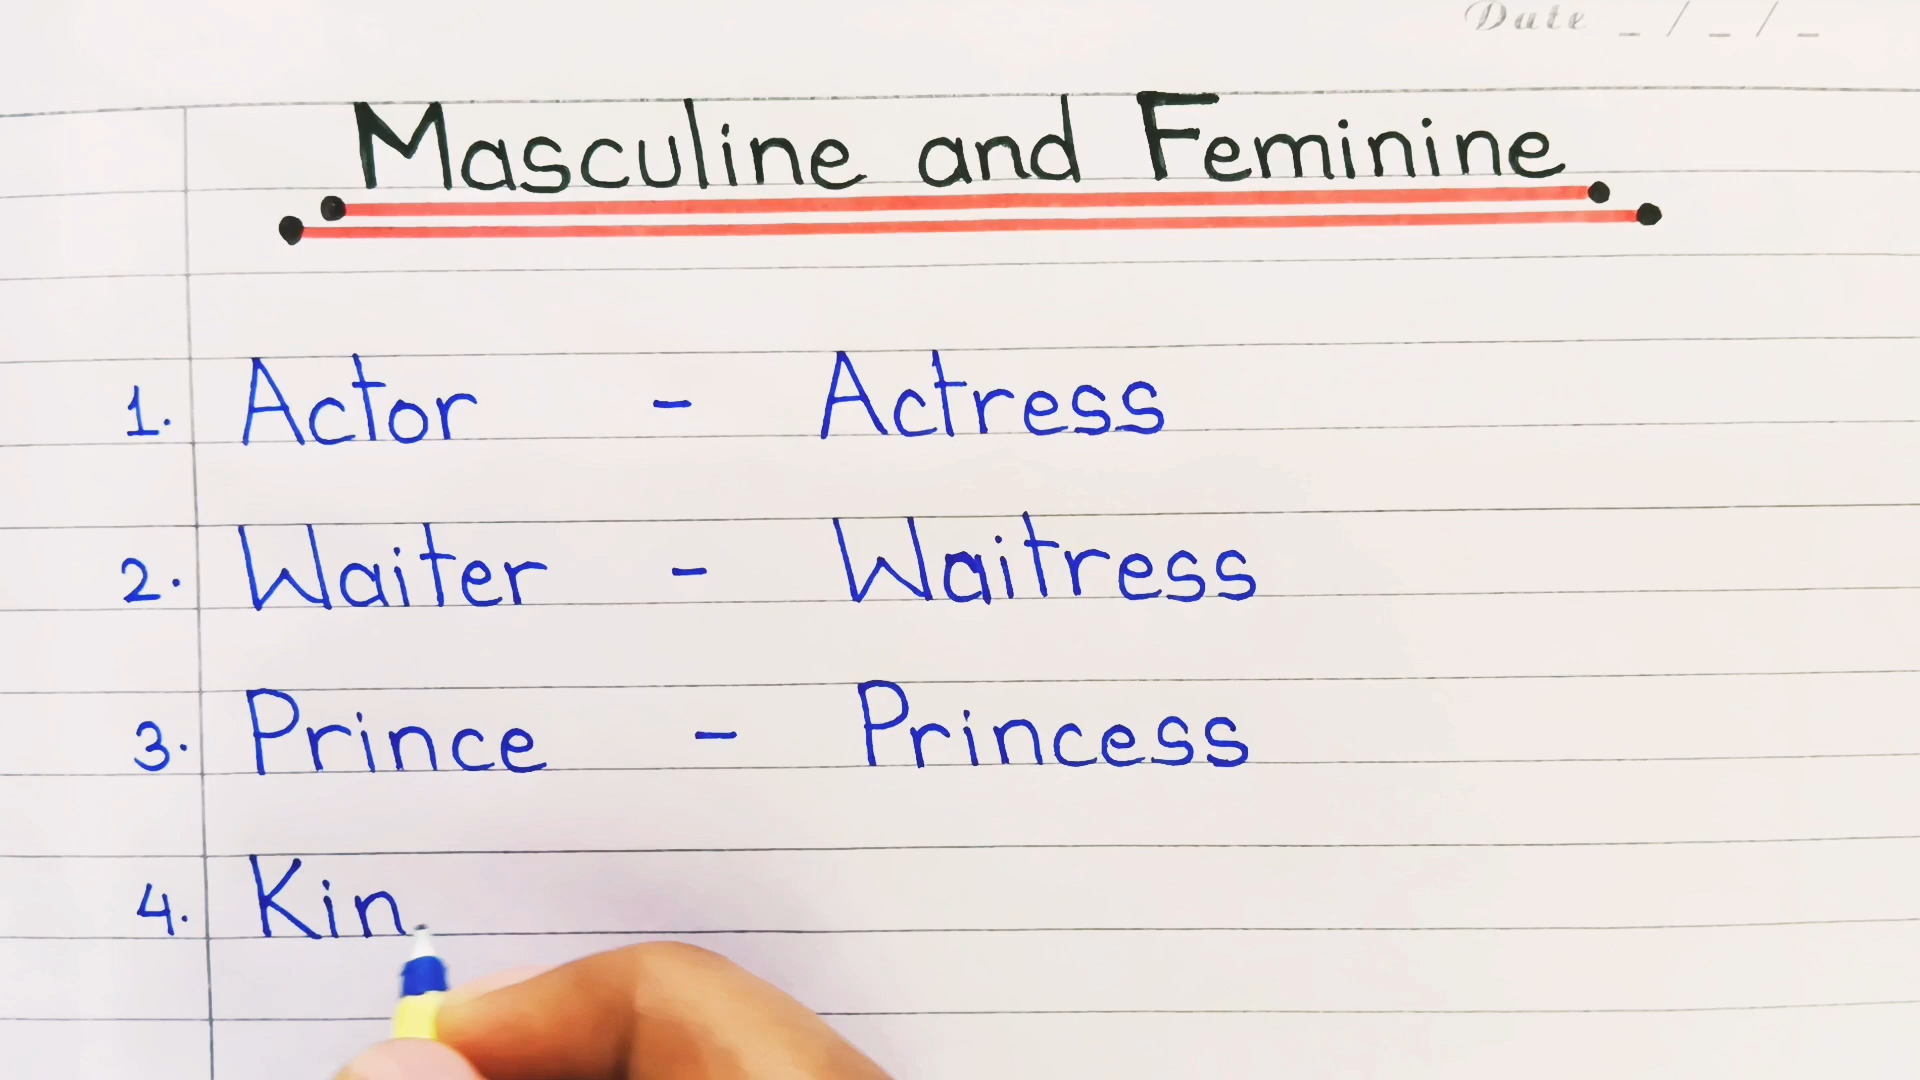 Date _ / _ / _
Masculine and Feminine
1. Actor - Actress
2. Waiter - Waitress
3. Prince - Princess
4. Kin